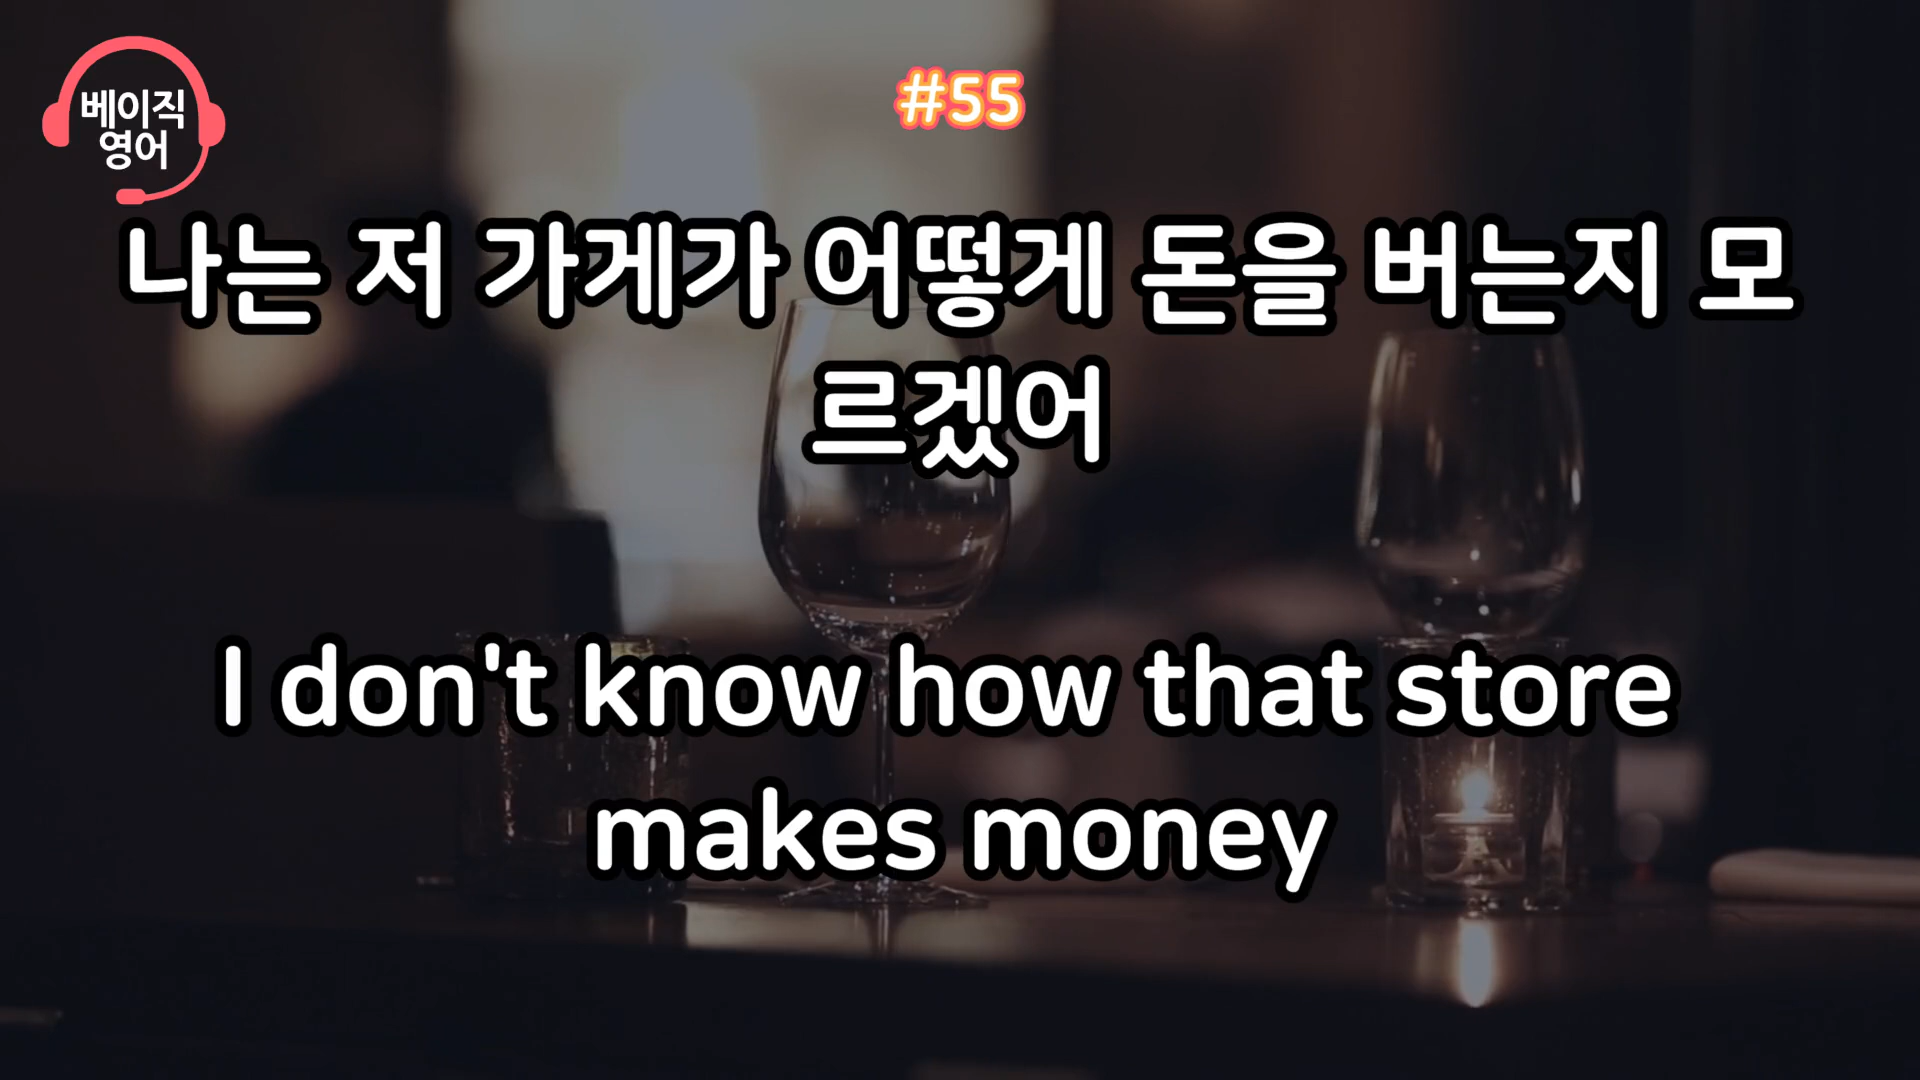 베이직
영어
#55
나는 저 가게가 어떻게 돈을 버는지 모
르겠어
I don't know how that store
makes money